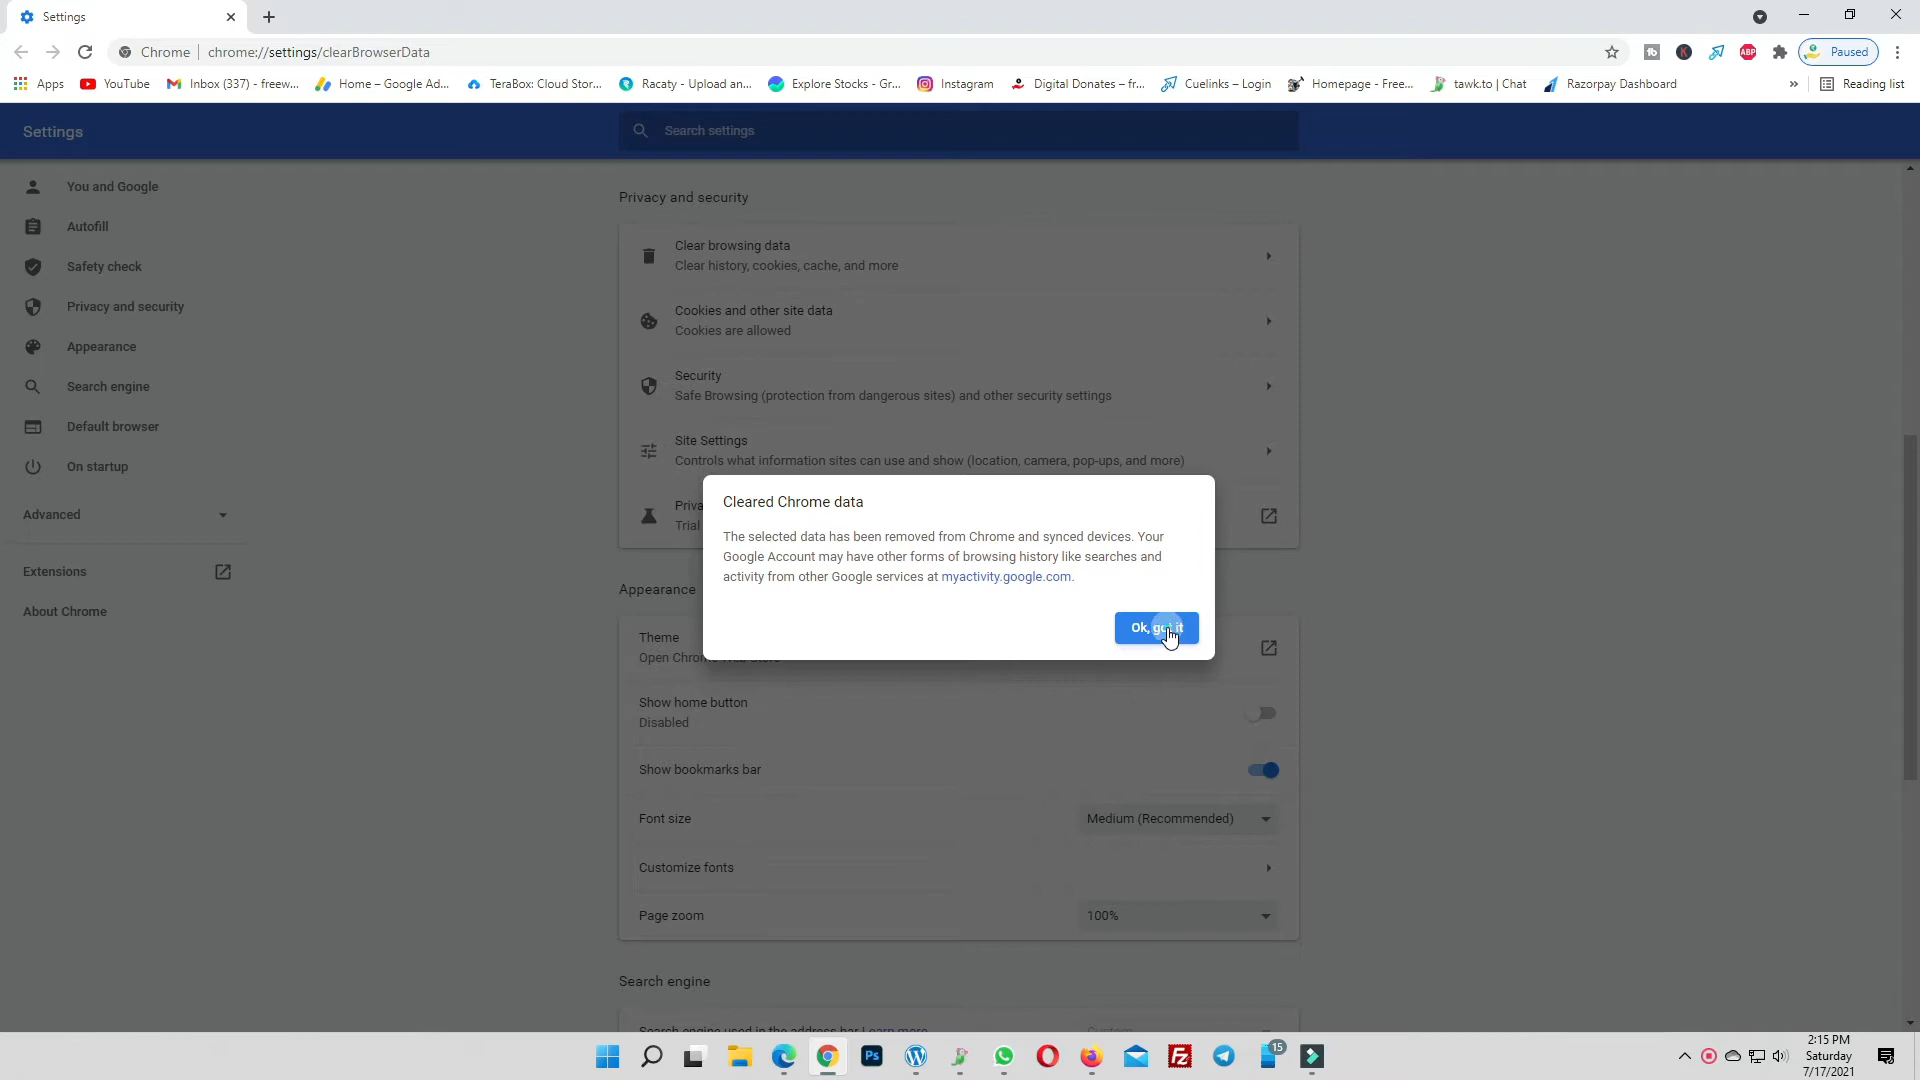 Settings
Chrome
chrome://settings/clearBrowserData
ABP
Paused
Apps
YouTube
Inbox (337) - freew...
Home – Google Ad...
TeraBox: Cloud Stor...
Racaty - Upload an...
Explore Stocks - Gr...
Instagram
Digital Donates – fr...
Cuelinks – Login
Homepage - Free...
tawk.to | Chat
Razorpay Dashboard
»
Reading list
Settings
Search settings
You and Google
Autofill
Safety check
Privacy and security
Appearance
Search engine
Default browser
On startup
Advanced
Extensions
About Chrome
Privacy and security
Clear browsing data
Clear history, cookies, cache, and more
Cookies and other site data
Cookies are allowed
Security
Safe Browsing (protection from dangerous sites) and other security settings
Site Settings
Controls what information sites can use and show (location, camera, pop-ups, and more)
Priva
Trial
Cleared Chrome data
The selected data has been removed from Chrome and synced devices. Your
Google Account may have other forms of browsing history like searches and
activity from other Google services at myactivity.google.com.
Ok, got it
Appearance
Theme
Open Chrome Web Store
Show home button
Disabled
Show bookmarks bar
Font size
Medium (Recommended)
Customize fonts
Page zoom
100%
Search engine
Search engine used in the address bar Learn more
Ps
Fz
15
2:15 PM
Saturday
7/17/2021